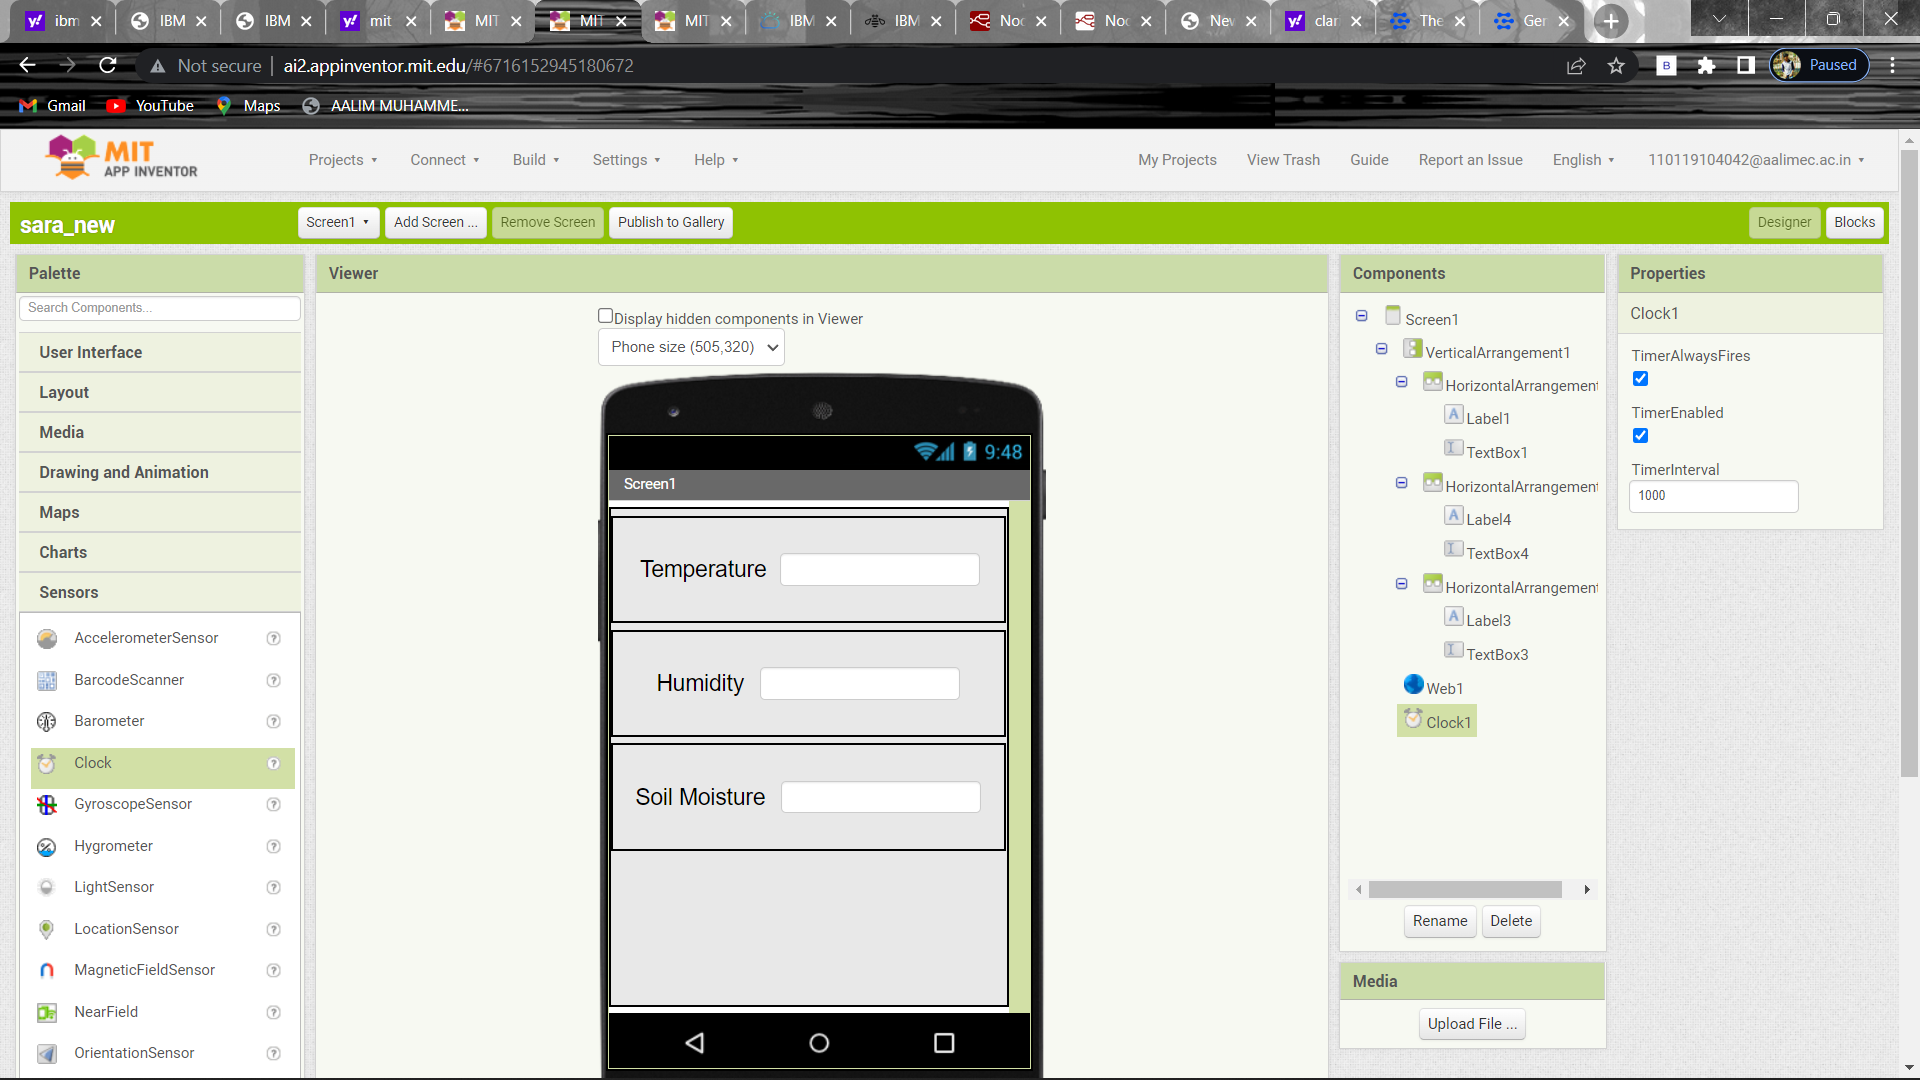 ibm
IBM
IBM
mit
MIT
MIT
MIT
IBM
IBM
Nod
Nod
New
clar
The
Ger
Not secure
ai2.appinventor.mit.edu/#6716152945180672
B
Paused
Gmail
YouTube
Maps
AALIM MUHAMME...
MIT
APP INVENTOR
Projects
Connect
Build
Settings
Help
My Projects
View Trash
Guide
Report an Issue
English
110119104042@aalimec.ac.in
sara_new
Screen1
Add Screen ...
Remove Screen
Publish to Gallery
Designer
Blocks
Palette
Search Components...
User Interface
Layout
Media
Drawing and Animation
Maps
Charts
Sensors
AccelerometerSensor
BarcodeScanner
Barometer
Clock
GyroscopeSensor
Hygrometer
LightSensor
LocationSensor
MagneticFieldSensor
NearField
OrientationSensor
Viewer
Display hidden components in Viewer
Phone size (505,320)
9:48
Screen1
Temperature
Humidity
Soil Moisture
Components
Screen1
VerticalArrangement1
HorizontalArrangement
Label1
TextBox1
HorizontalArrangement
Label4
TextBox4
HorizontalArrangement
Label3
TextBox3
Web1
Clock1
Rename
Delete
Media
Upload File ...
Properties
Clock1
TimerAlwaysFires
TimerEnabled
TimerInterval
1000